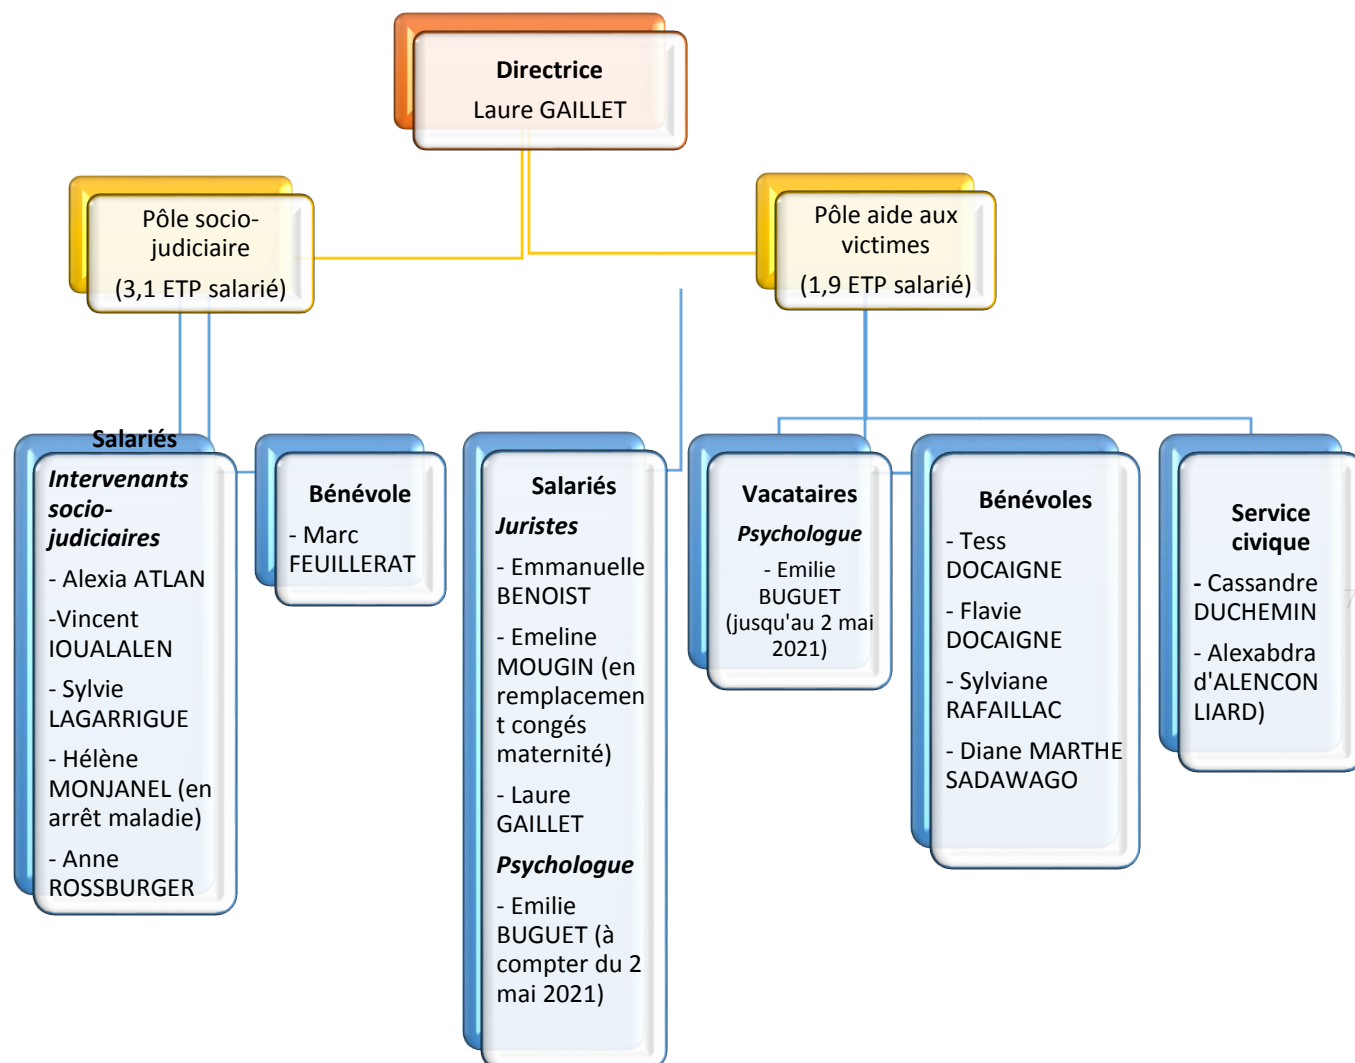 Directrice
Laure GAILLET
Pôle socio-
judiciaire
(3,1 ETP salarié)
Pôle aide aux
victimes
(1,9 ETP salarié)
Salariés
Intervenants
socio-
judiciaires
- Alexia ATLAN
-Vincent
IOUALALEN
- Sylvie
LAGARRIGUE
- Hélène
MONJANEL (en
arrêt maladie)
- Anne
ROSSBURGER
Bénévole
- Marc
FEUILLERAT
Salariés
Juristes
- Emmanuelle
BENOIST
- Emeline
MOUGIN (en
remplacemen
t congés
maternité)
- Laure
GAILLET
Psychologue
- Emilie
BUGUET (à
compter du 2
mai 2021)
Vacataires
Psychologue
- Emilie
BUGUET
(jusqu'au 2 mai
2021)
Bénévoles
- Tess
DOCAIGNE
- Flavie
DOCAIGNE
- Sylviane
RAFAILLAC
- Diane MARTHE
SADAWAGO
Service
civique
- Cassandre
DUCHEMIN
- Alexabdra
d'ALENCON
LIARD)
7